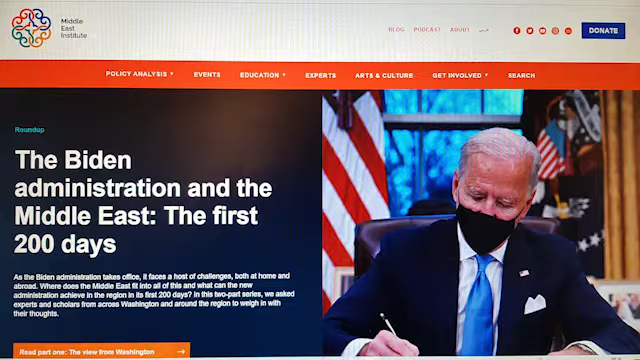 Middle
East
Institute
BLOG PODCAST ABOUT عربي
DONATE
POLICY ANALYSIS EVENTS EDUCATION EXPERTS ARTS & CULTURE GET INVOLVED SEARCH
Roundup
The Biden
administration and the
Middle East: The first
200 days
As the Biden administration takes office, it faces a host of challenges, both at home and
abroad. Where does the Middle East fit into all of this and what can the new
administration achieve in the region in its first 200 days? In this two-part series, we asked
experts and scholars from across Washington and around the region to weigh in with
their thoughts.
Read part one: The view from Washington